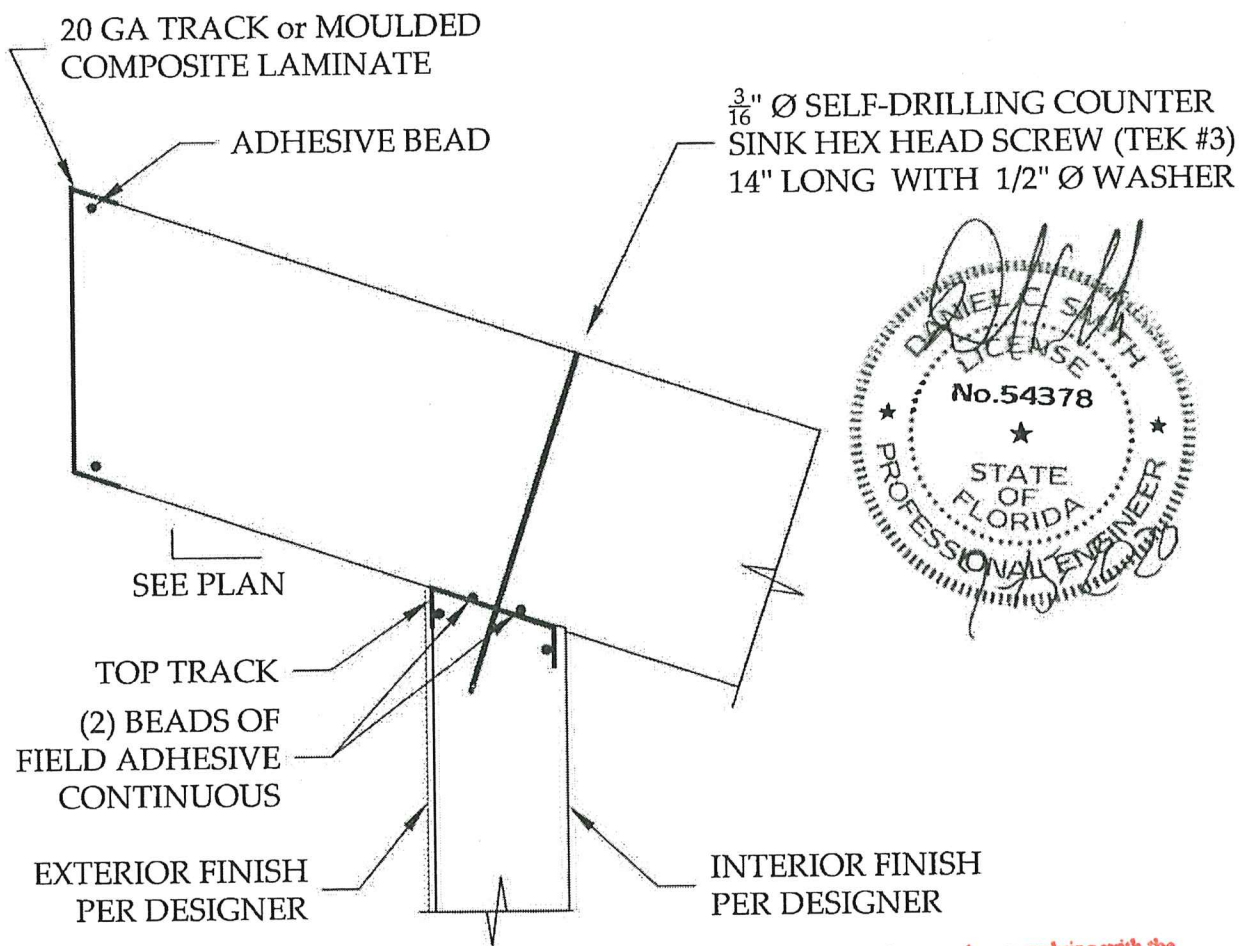 20 GA TRACK or MOULDED
COMPOSITE LAMINATE
ADHESIVE BEAD
3/16" Ø SELF-DRILLING COUNTER
SINK HEX HEAD SCREW (TEK #3)
14" LONG WITH 1/2" Ø WASHER
DANIEL C. SMITH
LICENSE
No.54378
STATE
OF
FLORIDA
PROFESSIONAL ENGINEER
SEE PLAN
TOP TRACK
(2) BEADS OF
FIELD ADHESIVE
CONTINUOUS
EXTERIOR FINISH
PER DESIGNER
INTERIOR FINISH
PER DESIGNER
with the